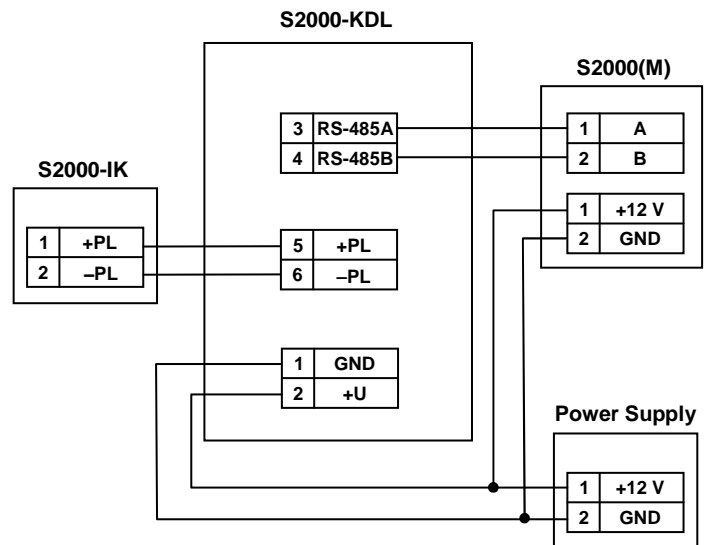 S2000-KDL
S2000(M)
3 RS-485A
4 RS-485B
1 A
2 B
S2000-IK
1 +12 V
2 GND
1 +PL
2 –PL
5 +PL
6 –PL
1 GND
2 +U
Power Supply
1 +12 V
2 GND